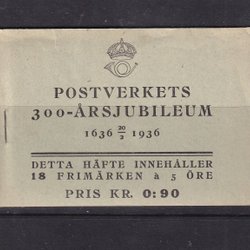 POSTVERKETS
300-ÅRSJUBILEUM
1636 20/2 1936
DETTA HÄFTE INNEHÅLLER
18 FRIMÄRKEN à 5 ÖRE
PRIS KR. 0:90